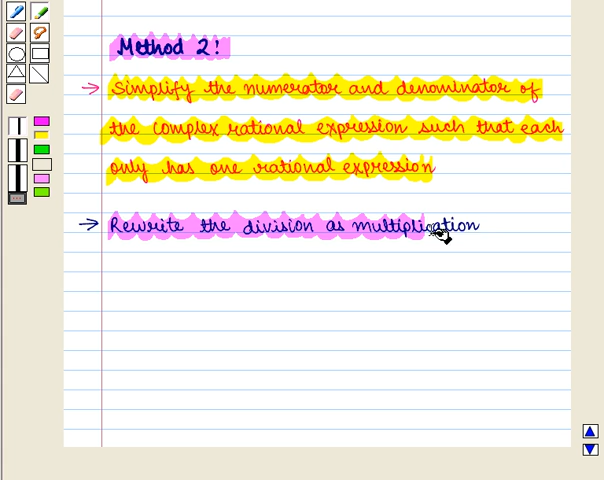 Method 2!
→ Simplify the numerator and denominator of
the complex rational expression such that each
only has one rational expression
→ Rewrite the division as multiplication